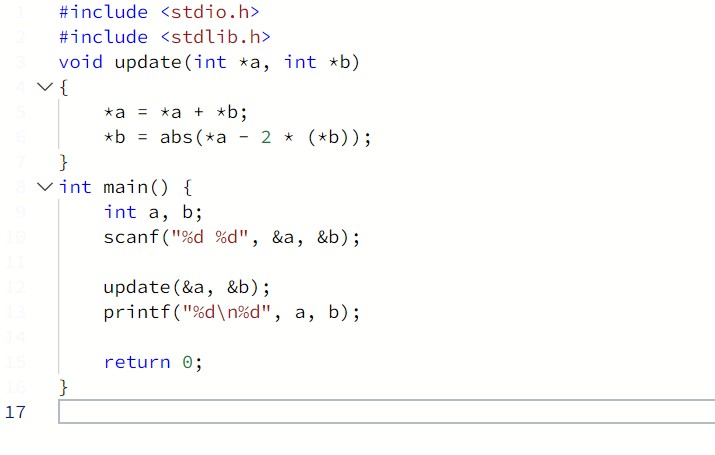 1 #include <stdio.h>
2 #include <stdlib.h>
3 void update(int *a, int *b)
4 {
5     *a = *a + *b;
6     *b = abs(*a - 2 * (*b));
7 }
8 int main() {
9     int a, b;
10     scanf("%d %d", &a, &b);
11
12     update(&a, &b);
13     printf("%d\n%d", a, b);
14
15     return 0;
16 }
17